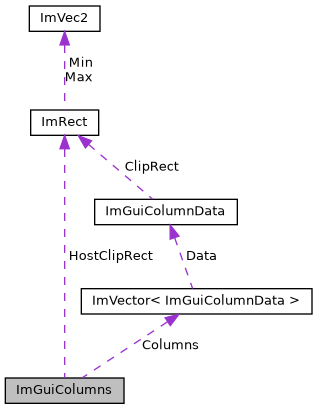 ImVec2
Min
Max
ImRect
ClipRect
ImGuiColumnData
HostClipRect
Data
ImVector< ImGuiColumnData >
Columns
ImGuiColumns